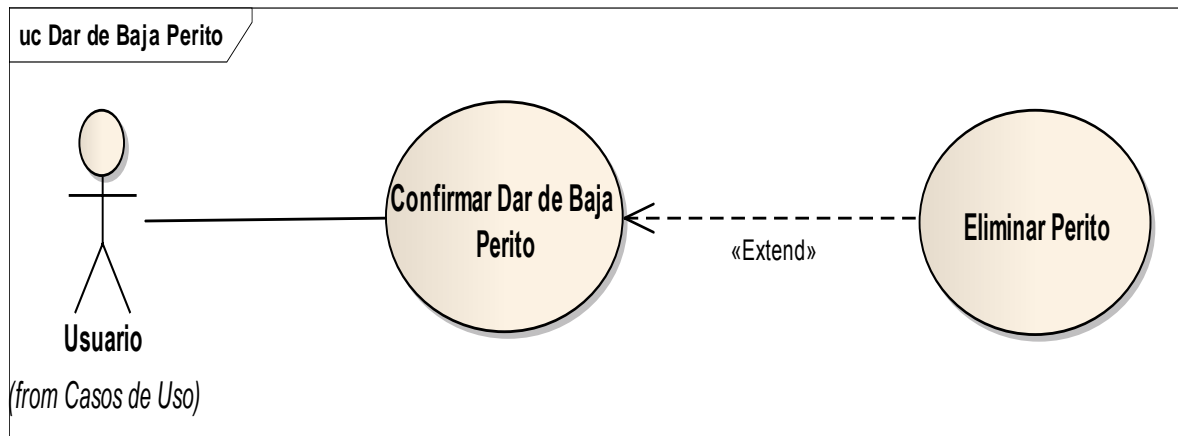 uc Dar de Baja Perito
Confirmar Dar de Baja
Perito
Eliminar Perito
«Extend»
Usuario
(from Casos de Uso)